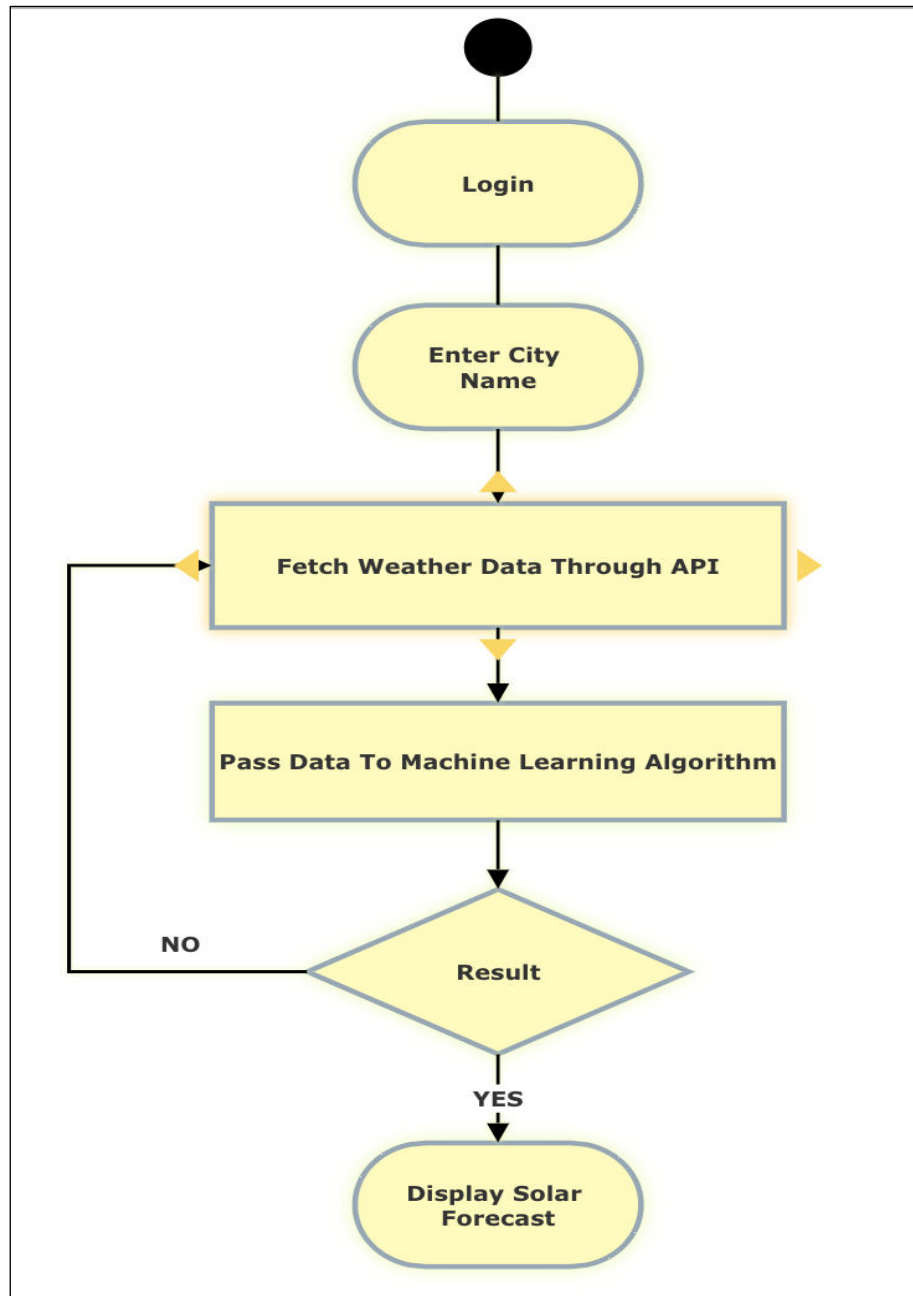 Login
Enter City
Name
Fetch Weather Data Through API
Pass Data To Machine Learning Algorithm
NO
Result
YES
Display Solar
Forecast